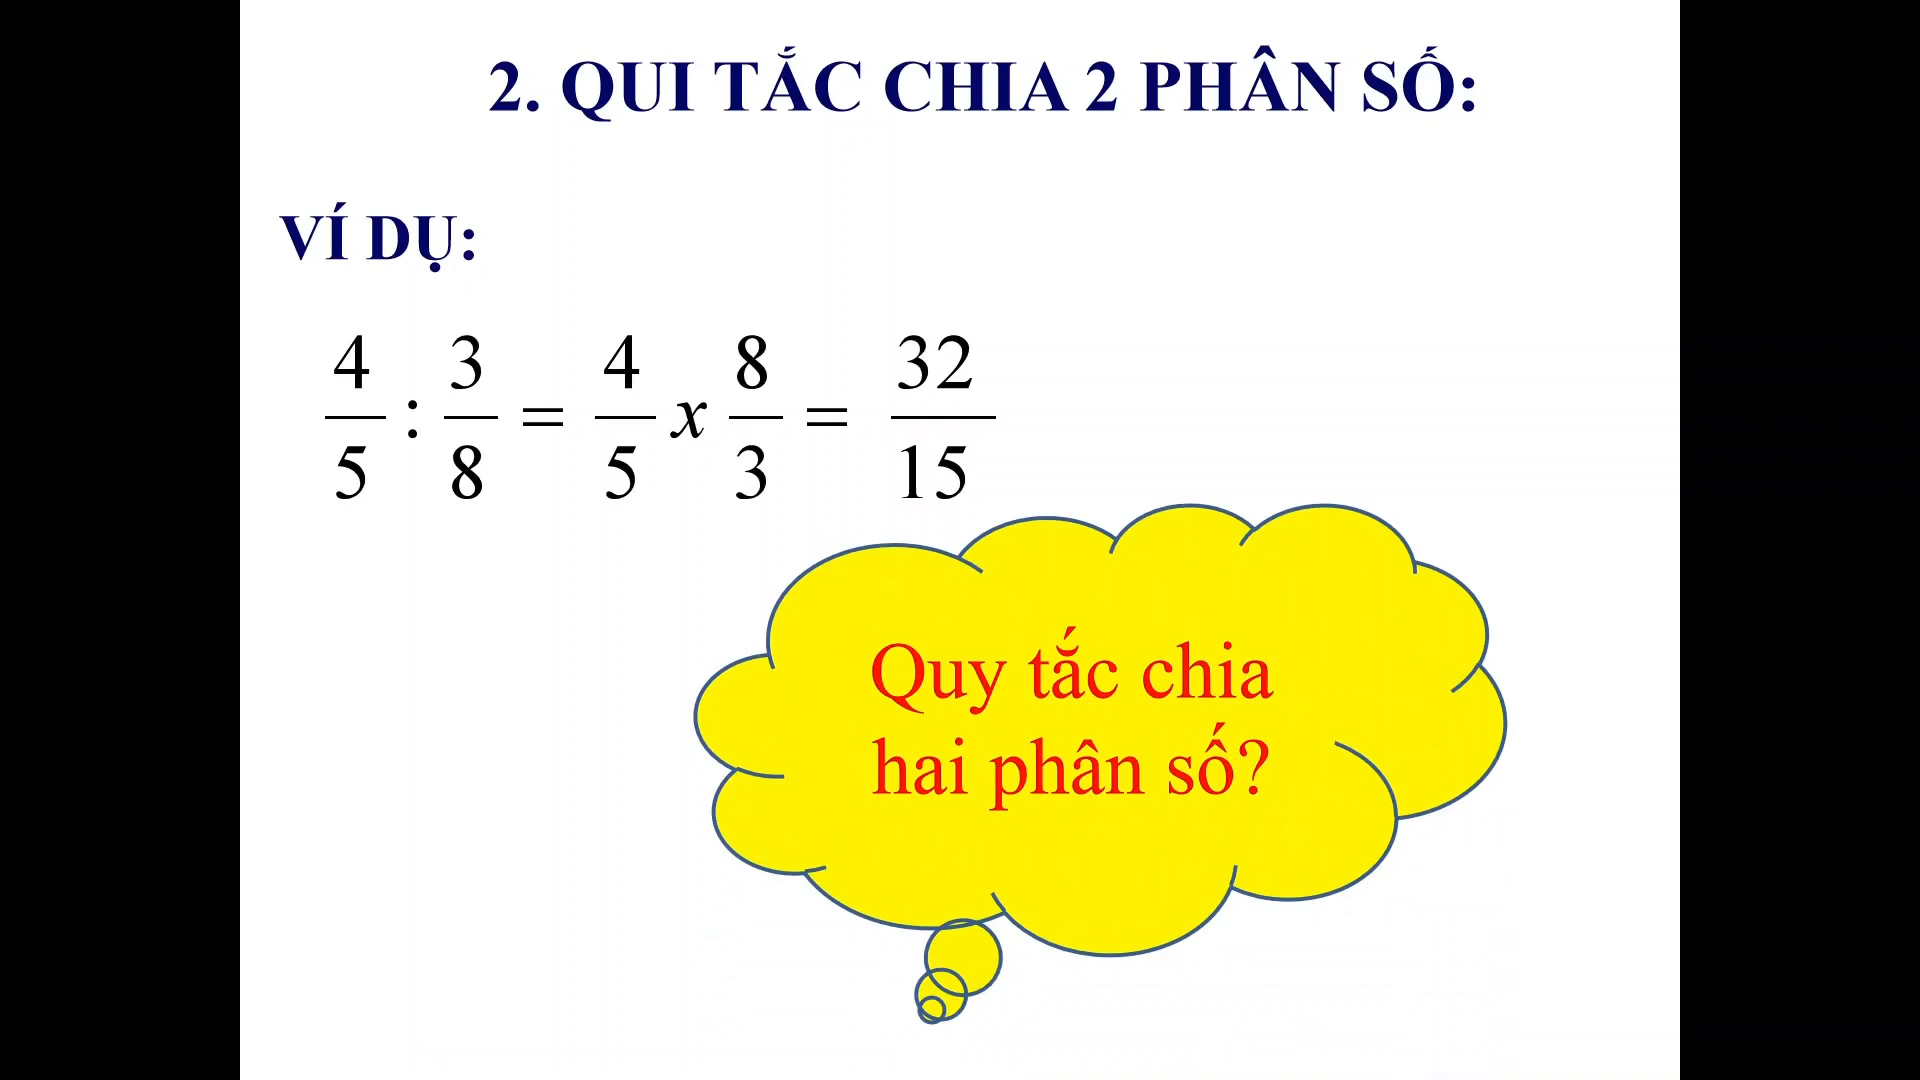 2. QUI TẮC CHIA 2 PHÂN SỐ:
VÍ DỤ:
4/5 : 3/8 = 4/5 x 8/3 = 32/15
Quy tắc chia
hai phân số?